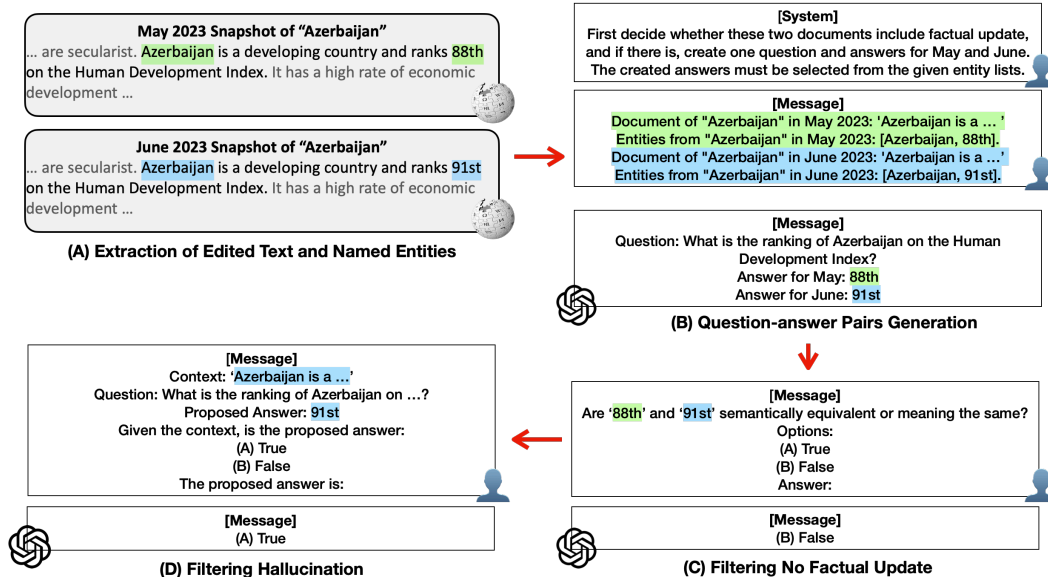 May 2023 Snapshot of “Azerbaijan”
... are secularist. Azerbaijan is a developing country and ranks 88th
on the Human Development Index. It has a high rate of economic
development ...
June 2023 Snapshot of “Azerbaijan”
... are secularist. Azerbaijan is a developing country and ranks 91st
on the Human Development Index. It has a high rate of economic
development ...
(A) Extraction of Edited Text and Named Entities
[System]
First decide whether these two documents include factual update,
and if there is, create one question and answers for May and June.
The created answers must be selected from the given entity lists.
[Message]
Document of "Azerbaijan" in May 2023: 'Azerbaijan is a ... '
Entities from "Azerbaijan" in May 2023: [Azerbaijan, 88th].
Document of "Azerbaijan" in June 2023: 'Azerbaijan is a ...'
Entities from "Azerbaijan" in June 2023: [Azerbaijan, 91st].
[Message]
Question: What is the ranking of Azerbaijan on the Human
Development Index?
Answer for May: 88th
Answer for June: 91st
(B) Question-answer Pairs Generation
[Message]
Are ‘88th’ and ‘91st’ semantically equivalent or meaning the same?
Options:
(A) True
(B) False
Answer:
[Message]
(B) False
(C) Filtering No Factual Update
[Message]
Context: ‘Azerbaijan is a ...’
Question: What is the ranking of Azerbaijan on ...?
Proposed Answer: 91st
Given the context, is the proposed answer:
(A) True
(B) False
The proposed answer is:
[Message]
(A) True
(D) Filtering Hallucination